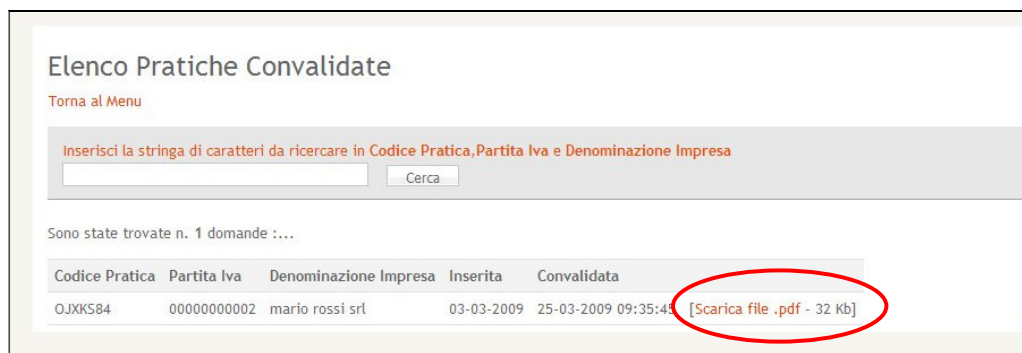 Elenco Pratiche Convalidate
Torna al Menu
Inserisci la stringa di caratteri da ricercare in Codice Pratica,Partita Iva e Denominazione Impresa
Cerca
Sono state trovate n. 1 domande :...
Codice Pratica Partita Iva Denominazione Impresa Inserita Convalidata
OJXKS84 00000000002 mario rossi srl 03-03-2009 25-03-2009 09:35:45 [Scarica file .pdf - 32 Kb]